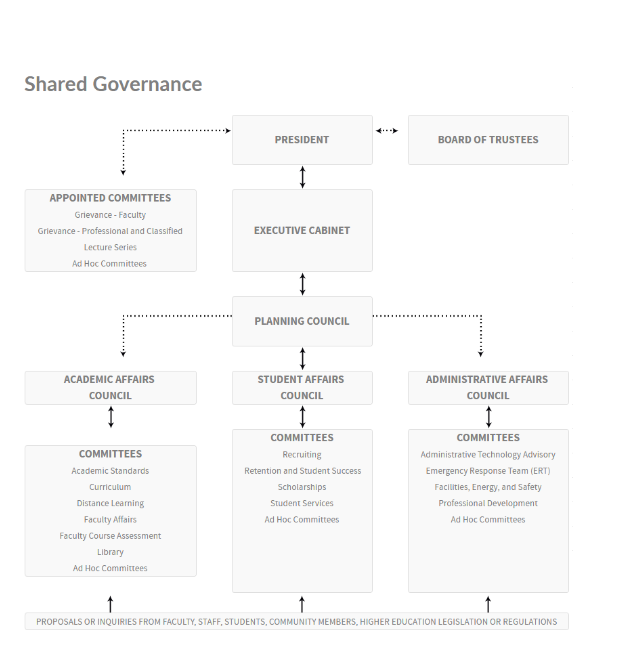 Shared Governance
PRESIDENT
BOARD OF TRUSTEES
APPOINTED COMMITTEES
Grievance - Faculty
Grievance - Professional and Classified
Lecture Series
Ad Hoc Committees
EXECUTIVE CABINET
PLANNING COUNCIL
ACADEMIC AFFAIRS
COUNCIL
STUDENT AFFAIRS
COUNCIL
ADMINISTRATIVE AFFAIRS
COUNCIL
COMMITTEES
Academic Standards
Curriculum
Distance Learning
Faculty Affairs
Faculty Course Assessment
Library
Ad Hoc Committees
COMMITTEES
Recruiting
Retention and Student Success
Scholarships
Student Services
Ad Hoc Committees
COMMITTEES
Administrative Technology Advisory
Emergency Response Team (ERT)
Facilities, Energy, and Safety
Professional Development
Ad Hoc Committees
PROPOSALS OR INQUIRIES FROM FACULTY, STAFF, STUDENTS, COMMUNITY MEMBERS, HIGHER EDUCATION LEGISLATION OR REGULATIONS